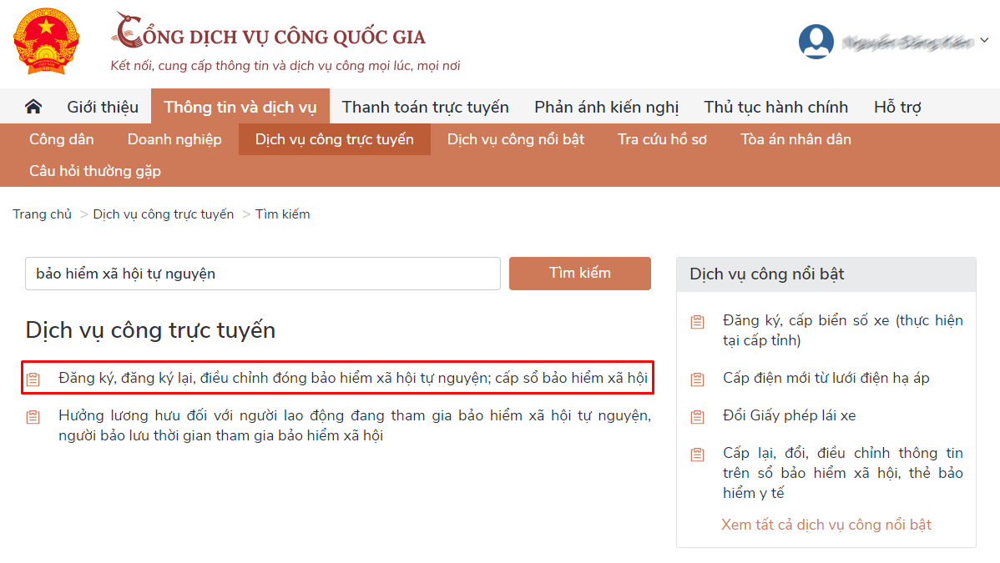 CỔNG DỊCH VỤ CÔNG QUỐC GIA
Kết nối, cung cấp thông tin và dịch vụ công mọi lúc, mọi nơi
Giới thiệu Thông tin và dịch vụ Thanh toán trực tuyến Phản ánh kiến nghị Thủ tục hành chính Hỗ trợ
Công dân Doanh nghiệp Dịch vụ công trực tuyến Dịch vụ công nổi bật Tra cứu hồ sơ Tòa án nhân dân
Câu hỏi thường gặp
Trang chủ > Dịch vụ công trực tuyến > Tìm kiếm
bảo hiểm xã hội tự nguyện
Tìm kiếm
Dịch vụ công trực tuyến
Đăng ký, đăng ký lại, điều chỉnh đóng bảo hiểm xã hội tự nguyện; cấp sổ bảo hiểm xã hội
Hưởng lương hưu đối với người lao động đang tham gia bảo hiểm xã hội tự nguyện,
người bảo lưu thời gian tham gia bảo hiểm xã hội
Dịch vụ công nổi bật
Đăng ký, cấp biển số xe (thực hiện
tại cấp tỉnh)
Cấp điện mới từ lưới điện hạ áp
Đổi Giấy phép lái xe
Cấp lại, đổi, điều chỉnh thông tin
trên sổ bảo hiểm xã hội, thẻ bảo
hiểm y tế
Xem tất cả dịch vụ công nổi bật